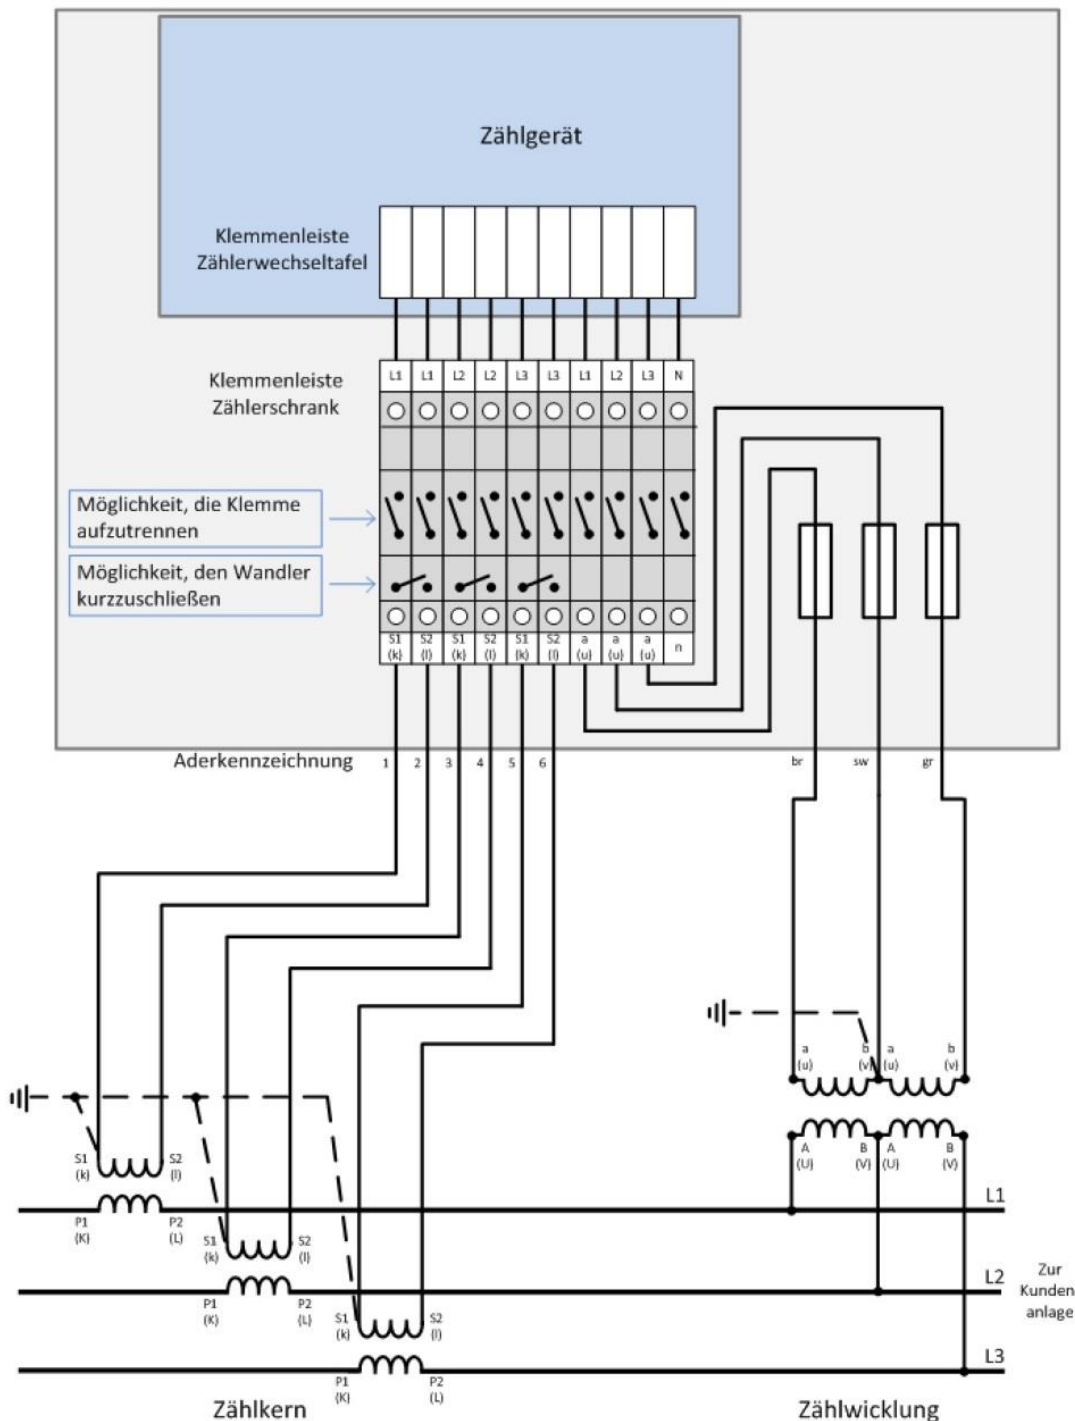 Zählgerät
Klemmenleiste
Zählerwechseltafel
Klemmenleiste
Zählerschrank
L1 L1 L2 L2 L3 L3 L1 L2 L3 N
Möglichkeit, die Klemme
aufzutrennen
Möglichkeit, den Wandler
kurzzuschließen
S1 S2 S1 S2 S1 S2 a a a n
(k) (l) (k) (l) (k) (l) (u) (u) (u)
Aderkennzeichnung 1 2 3 4 5 6 br sw gr
a b a b
(u) (v) (u) (v)
S1 S2
(k) (l)
A B A B
(U) (V) (U) (V)
L1
P1 P2
(K) (L)
S1 S2
(k) (l)
L2
Zur
Kunden
anlage
P1 P2
(K) (L)
S1 S2
(k) (l)
L3
P1 P2
(K) (L)
Zählkern Zählwicklung